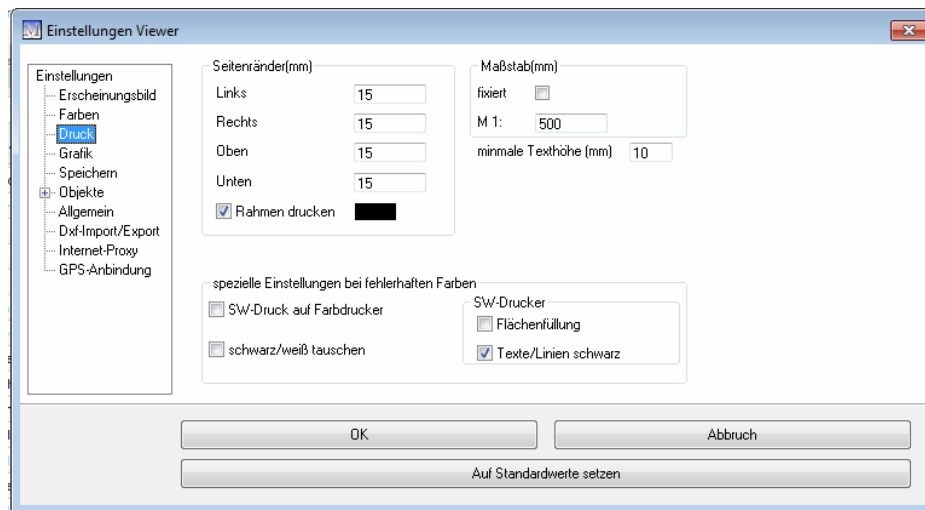 Einstellungen Viewer
Einstellungen
Erscheinungsbild
Farben
Druck
Grafik
Speichern
Objekte
Allgemein
Dxf-Import/Export
Internet-Proxy
GPS-Anbindung
Seitenränder(mm)
Links 15
Rechts 15
Oben 15
Unten 15
Rahmen drucken
Maßstab(mm)
fixiert
M 1: 500
minmale Texthöhe (mm) 10
spezielle Einstellungen bei fehlerhaften Farben
SW-Druck auf Farbdrucker
schwarz/weiß tauschen
SW-Drucker
Flächenfüllung
Texte/Linien schwarz
OK
Abbruch
Auf Standardwerte setzen